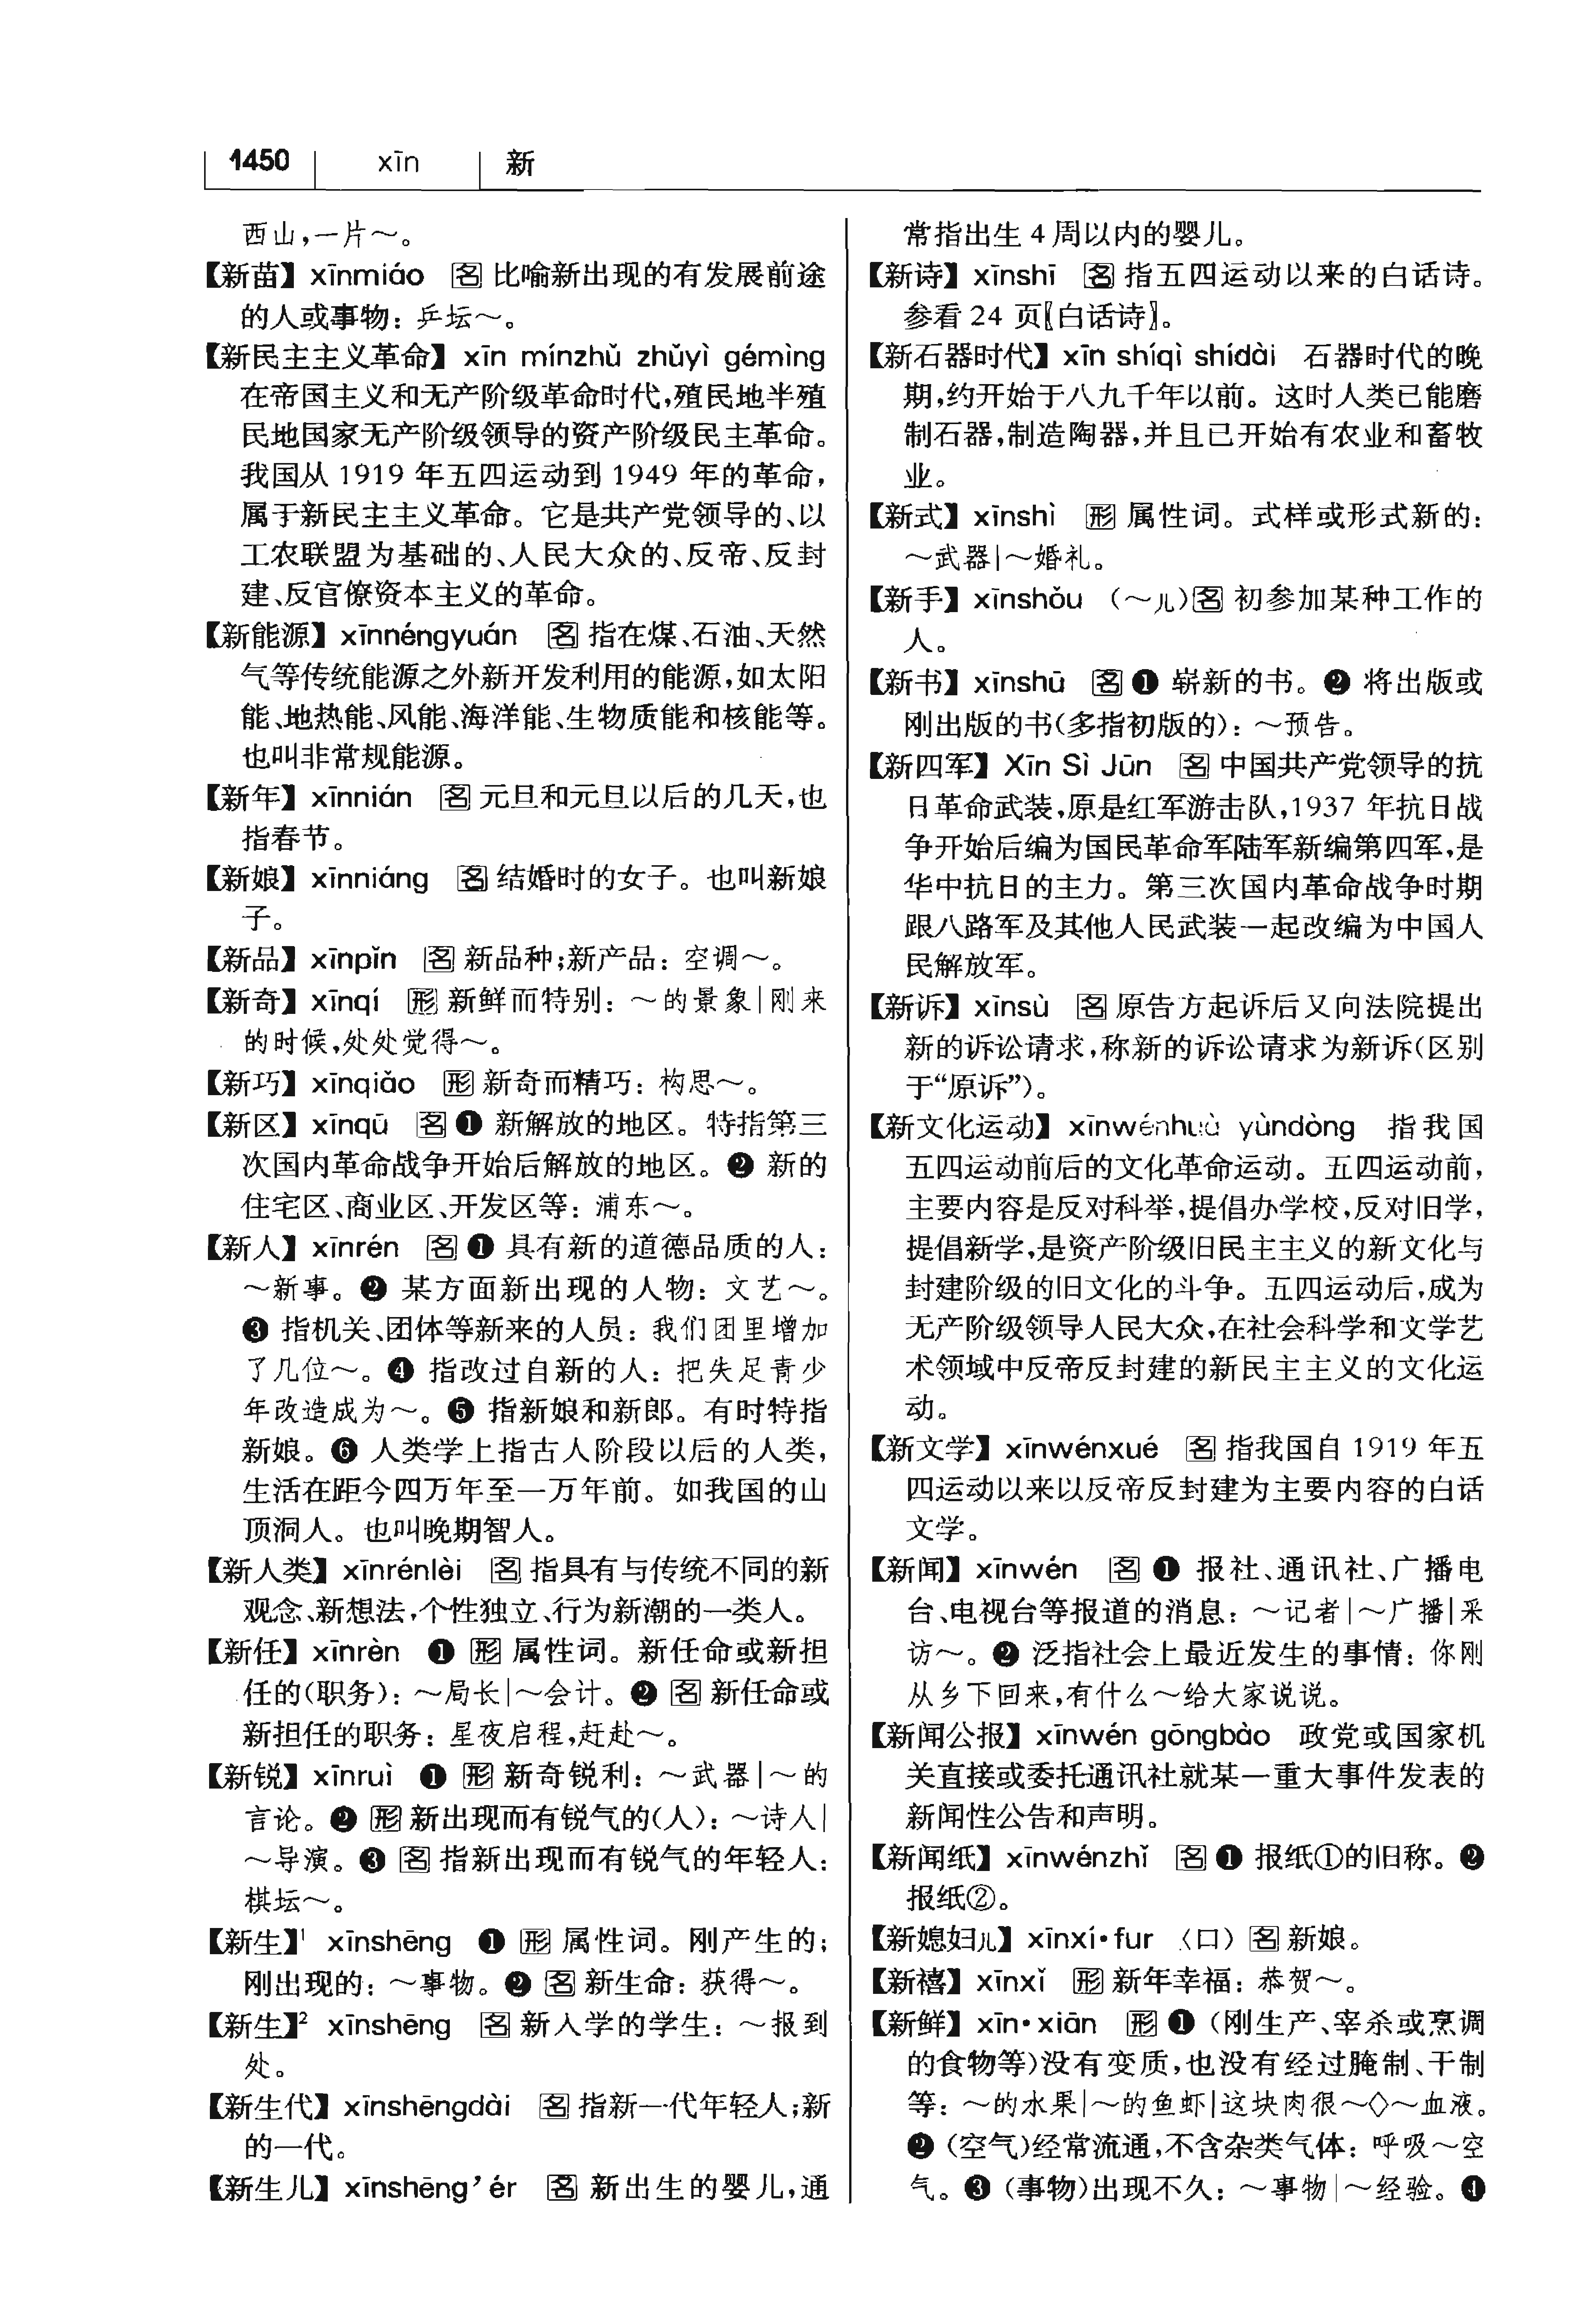 1450 xīn 新
西山，一片～。
【新苗】 xīnmiáo 名 比喻新出现的有发展前途
的人或事物：乒坛～。
【新民主主义革命】 xīn mínzhǔ zhǔyì gémìng
在帝国主义和无产阶级革命时代，殖民地半殖
民地国家无产阶级领导的资产阶级民主革命。
我国从 1919 年五四运动到 1949 年的革命，
属于新民主主义革命。它是共产党领导的、以
工农联盟为基础的、人民大众的、反帝、反封
建、反官僚资本主义的革命。
【新能源】 xīnnéngyuán 名 指在煤、石油、天然
气等传统能源之外新开发利用的能源，如太阳
能、地热能、风能、海洋能、生物质能和核能等。
也叫非常规能源。
【新年】 xīnnián 名 元旦和元旦以后的几天，也
指春节。
【新娘】 xīnniáng 名 结婚时的女子。也叫新娘
子。
【新品】 xīnpǐn 名 新品种；新产品：空调～。
【新奇】 xīnqí 形 新鲜而特别：～的景象|刚来
的时候，处处觉得～。
【新巧】 xīnqiǎo 形 新奇而精巧：构思～。
【新区】 xīnqū 名 ❶ 新解放的地区。特指第三
次国内革命战争开始后解放的地区。❷ 新的
住宅区、商业区、开发区等：浦东～。
【新人】 xīnrén 名 ❶ 具有新的道德品质的人：
～新事。❷ 某方面新出现的人物：文艺～。
❸ 指机关、团体等新来的人员：我们团里增加
了几位～。❹ 指改过自新的人：把失足青少
年改造成为～。❺ 指新娘和新郎。有时特指
新娘。❻ 人类学上指古人阶段以后的人类，
生活在距今四万年至一万年前。如我国的山
顶洞人。也叫晚期智人。
【新人类】 xīnrénlèi 名 指具有与传统不同的新
观念、新想法，个性独立、行为新潮的一类人。
【新任】 xīnrèn ❶ 形 属性词。新任命或新担
任的(职务)：～局长|～会计。❷ 名 新任命或
新担任的职务：星夜启程，赶赴～。
【新锐】 xīnruì ❶ 形 新奇锐利：～武器|～的
言论。❷ 形 新出现而有锐气的(人)：～诗人|
～导演。❸ 名 指新出现而有锐气的年轻人：
棋坛～。
【新生】¹ xīnshēng ❶ 形 属性词。刚产生的；
刚出现的：～事物。❷ 名 新生命：获得～。
【新生】² xīnshēng 名 新入学的学生：～报到
处。
【新生代】 xīnshēngdài 名 指新一代年轻人；新
的一代。
【新生儿】 xīnshēng’ér 名 新出生的婴儿，通
常指出生 4 周以内的婴儿。
【新诗】 xīnshī 名 指五四运动以来的白话诗。
参看 24 页〖白话诗〗。
【新石器时代】 xīn shíqì shídài 石器时代的晚
期，约开始于八九千年以前。这时人类已能磨
制石器，制造陶器，并且已开始有农业和畜牧
业。
【新式】 xīnshì 形 属性词。式样或形式新的：
～武器|～婚礼。
【新手】 xīnshǒu （～儿）名 初参加某种工作的
人。
【新书】 xīnshū 名 ❶ 崭新的书。❷ 将出版或
刚出版的书(多指初版的)：～预告。
【新四军】 Xīn Sì Jūn 名 中国共产党领导的抗
日革命武装，原是红军游击队，1937 年抗日战
争开始后编为国民革命军陆军新编第四军，是
华中抗日的主力。第三次国内革命战争时期
跟八路军及其他人民武装一起改编为中国人
民解放军。
【新诉】 xīnsù 名 原告方起诉后又向法院提出
新的诉讼请求，称新的诉讼请求为新诉(区别
于“原诉”)。
【新文化运动】 xīnwénhuà yùndòng 指我国
五四运动前后的文化革命运动。五四运动前，
主要内容是反对科举，提倡办学校，反对旧学，
提倡新学，是资产阶级旧民主主义的新文化与
封建阶级的旧文化的斗争。五四运动后，成为
无产阶级领导人民大众，在社会科学和文学艺
术领域中反帝反封建的新民主主义的文化运
动。
【新文学】 xīnwénxué 名 指我国自 1919 年五
四运动以来以反帝反封建为主要内容的白话
文学。
【新闻】 xīnwén 名 ❶ 报社、通讯社、广播电
台、电视台等报道的消息：～记者|～广播|采
访～。❷ 泛指社会上最近发生的事情：你刚
从乡下回来，有什么～给大家说说。
【新闻公报】 xīnwén gōngbào 政党或国家机
关直接或委托通讯社就某一重大事件发表的
新闻性公告和声明。
【新闻纸】 xīnwénzhǐ 名 ❶ 报纸①的旧称。❷
报纸②。
【新媳妇儿】 xīnxí·fur 〈口〉名 新娘。
【新禧】 xīnxǐ 形 新年幸福：恭贺～。
【新鲜】 xīn·xiān 形 ❶（刚生产、宰杀或烹调
的食物等）没有变质，也没有经过腌制、干制
等：～的水果|～的鱼虾|这块肉很～◇～血液。
❷（空气）经常流通，不含杂类气体：呼吸～空
气。❸（事物）出现不久：～事物|～经验。❹